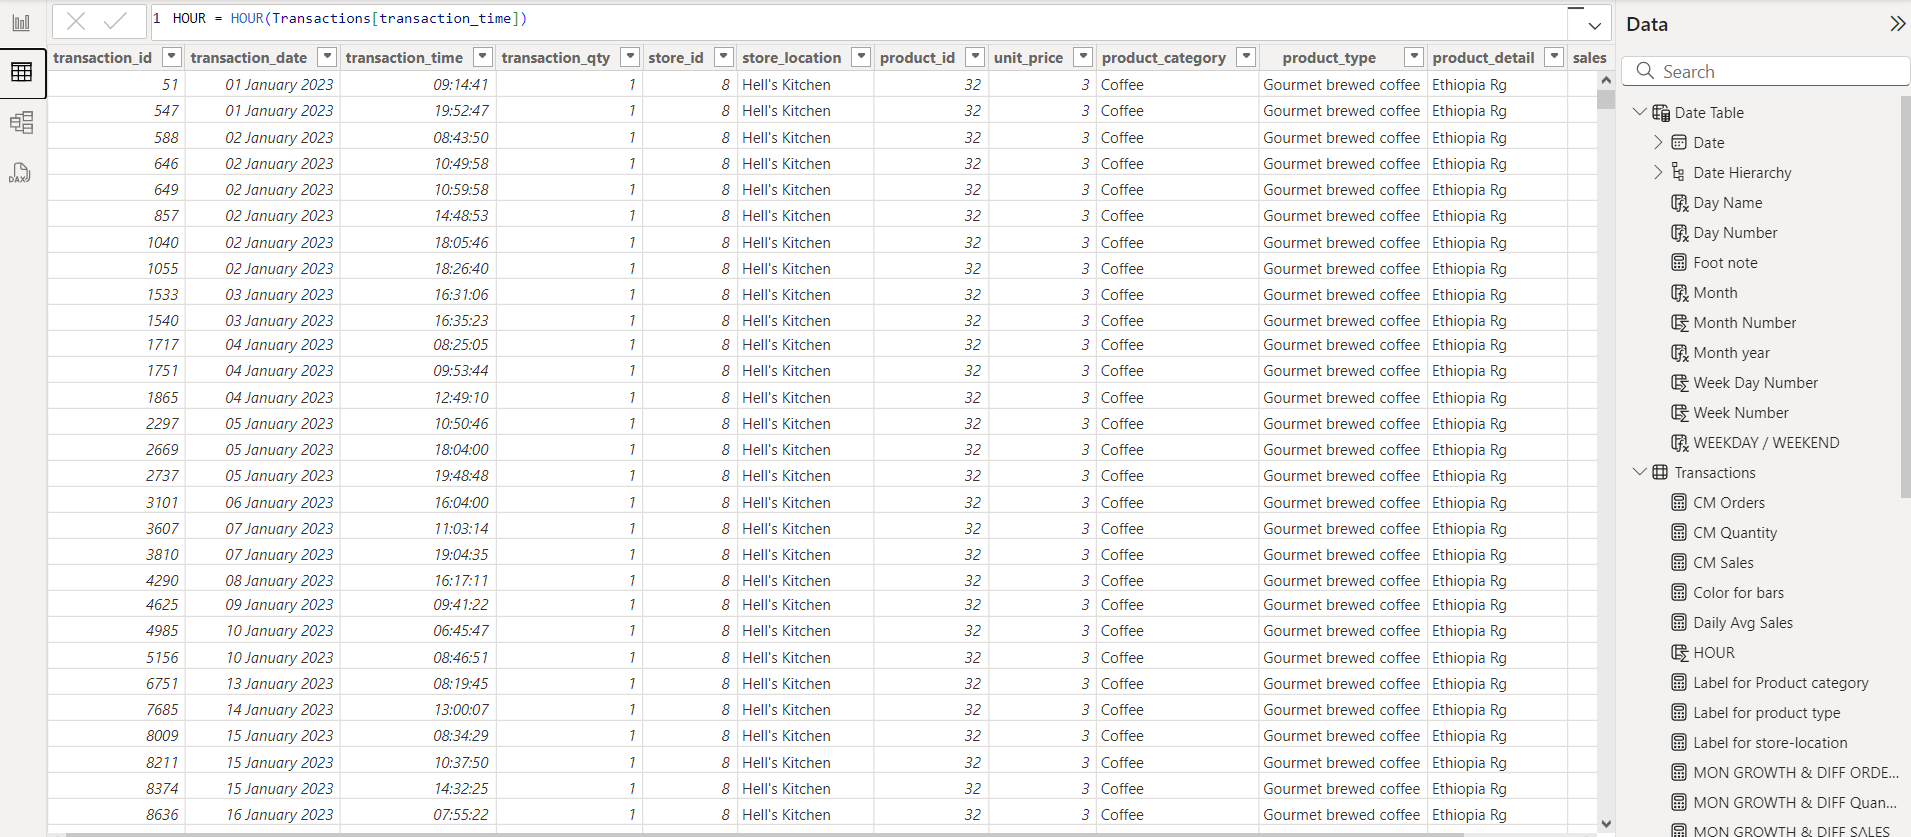 1 HOUR = HOUR(Transactions[transaction_time])
transaction_id transaction_date transaction_time transaction_qty store_id store_location product_id unit_price product_category product_type product_detail sales
51 01 January 2023 09:14:41 1 8 Hell's Kitchen 32 3 Coffee Gourmet brewed coffee Ethiopia Rg
547 01 January 2023 19:52:47 1 8 Hell's Kitchen 32 3 Coffee Gourmet brewed coffee Ethiopia Rg
588 02 January 2023 08:43:50 1 8 Hell's Kitchen 32 3 Coffee Gourmet brewed coffee Ethiopia Rg
646 02 January 2023 10:49:58 1 8 Hell's Kitchen 32 3 Coffee Gourmet brewed coffee Ethiopia Rg
649 02 January 2023 10:59:58 1 8 Hell's Kitchen 32 3 Coffee Gourmet brewed coffee Ethiopia Rg
857 02 January 2023 14:48:53 1 8 Hell's Kitchen 32 3 Coffee Gourmet brewed coffee Ethiopia Rg
1040 02 January 2023 18:05:46 1 8 Hell's Kitchen 32 3 Coffee Gourmet brewed coffee Ethiopia Rg
1055 02 January 2023 18:26:40 1 8 Hell's Kitchen 32 3 Coffee Gourmet brewed coffee Ethiopia Rg
1533 03 January 2023 16:31:06 1 8 Hell's Kitchen 32 3 Coffee Gourmet brewed coffee Ethiopia Rg
1540 03 January 2023 16:35:23 1 8 Hell's Kitchen 32 3 Coffee Gourmet brewed coffee Ethiopia Rg
1717 04 January 2023 08:25:05 1 8 Hell's Kitchen 32 3 Coffee Gourmet brewed coffee Ethiopia Rg
1751 04 January 2023 09:53:44 1 8 Hell's Kitchen 32 3 Coffee Gourmet brewed coffee Ethiopia Rg
1865 04 January 2023 12:49:10 1 8 Hell's Kitchen 32 3 Coffee Gourmet brewed coffee Ethiopia Rg
2297 05 January 2023 10:50:46 1 8 Hell's Kitchen 32 3 Coffee Gourmet brewed coffee Ethiopia Rg
2669 05 January 2023 18:04:00 1 8 Hell's Kitchen 32 3 Coffee Gourmet brewed coffee Ethiopia Rg
2737 05 January 2023 19:48:48 1 8 Hell's Kitchen 32 3 Coffee Gourmet brewed coffee Ethiopia Rg
3101 06 January 2023 16:04:00 1 8 Hell's Kitchen 32 3 Coffee Gourmet brewed coffee Ethiopia Rg
3607 07 January 2023 11:03:14 1 8 Hell's Kitchen 32 3 Coffee Gourmet brewed coffee Ethiopia Rg
3810 07 January 2023 19:04:35 1 8 Hell's Kitchen 32 3 Coffee Gourmet brewed coffee Ethiopia Rg
4290 08 January 2023 16:17:11 1 8 Hell's Kitchen 32 3 Coffee Gourmet brewed coffee Ethiopia Rg
4625 09 January 2023 09:41:22 1 8 Hell's Kitchen 32 3 Coffee Gourmet brewed coffee Ethiopia Rg
4985 10 January 2023 06:45:47 1 8 Hell's Kitchen 32 3 Coffee Gourmet brewed coffee Ethiopia Rg
5156 10 January 2023 08:46:51 1 8 Hell's Kitchen 32 3 Coffee Gourmet brewed coffee Ethiopia Rg
6751 13 January 2023 08:19:45 1 8 Hell's Kitchen 32 3 Coffee Gourmet brewed coffee Ethiopia Rg
7685 14 January 2023 13:00:07 1 8 Hell's Kitchen 32 3 Coffee Gourmet brewed coffee Ethiopia Rg
8009 15 January 2023 08:34:29 1 8 Hell's Kitchen 32 3 Coffee Gourmet brewed coffee Ethiopia Rg
8211 15 January 2023 10:37:50 1 8 Hell's Kitchen 32 3 Coffee Gourmet brewed coffee Ethiopia Rg
8374 15 January 2023 14:32:25 1 8 Hell's Kitchen 32 3 Coffee Gourmet brewed coffee Ethiopia Rg
8636 16 January 2023 07:55:22 1 8 Hell's Kitchen 32 3 Coffee Gourmet brewed coffee Ethiopia Rg
DAX
Data
Search
Date Table
Date
Date Hierarchy
Day Name
Day Number
Foot note
Month
Month Number
Month year
Week Day Number
Week Number
WEEKDAY / WEEKEND
Transactions
CM Orders
CM Quantity
CM Sales
Color for bars
Daily Avg Sales
HOUR
Label for Product category
Label for product type
Label for store-location
MON GROWTH & DIFF ORDE...
MON GROWTH & DIFF Quan...
MON GROWTH & DIFF SALES